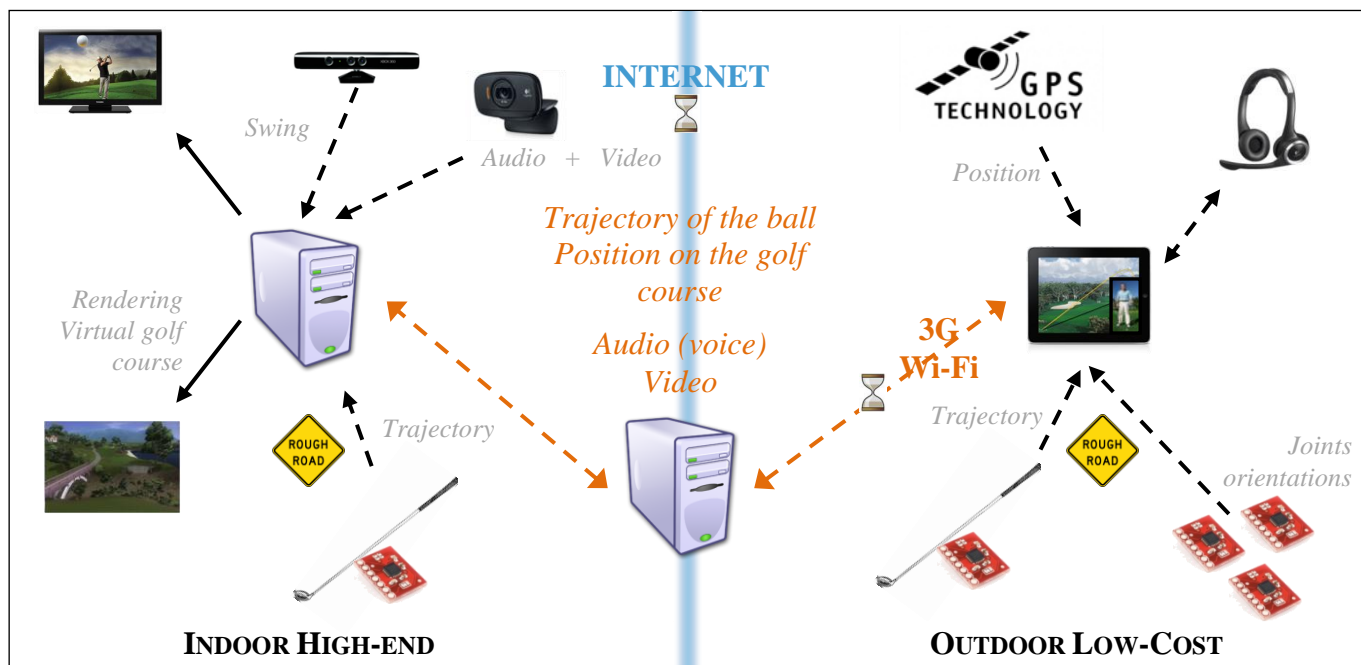 INTERNET
GPS
TECHNOLOGY
Swing
Audio + Video
Position
Trajectory of the ball
Position on the golf
course
Rendering
Virtual golf
course
Audio (voice)
Video
3G
Wi-Fi
ROUGH
ROAD
Trajectory
Trajectory
ROUGH
ROAD
Joints
orientations
INDOOR HIGH-END
OUTDOOR LOW-COST